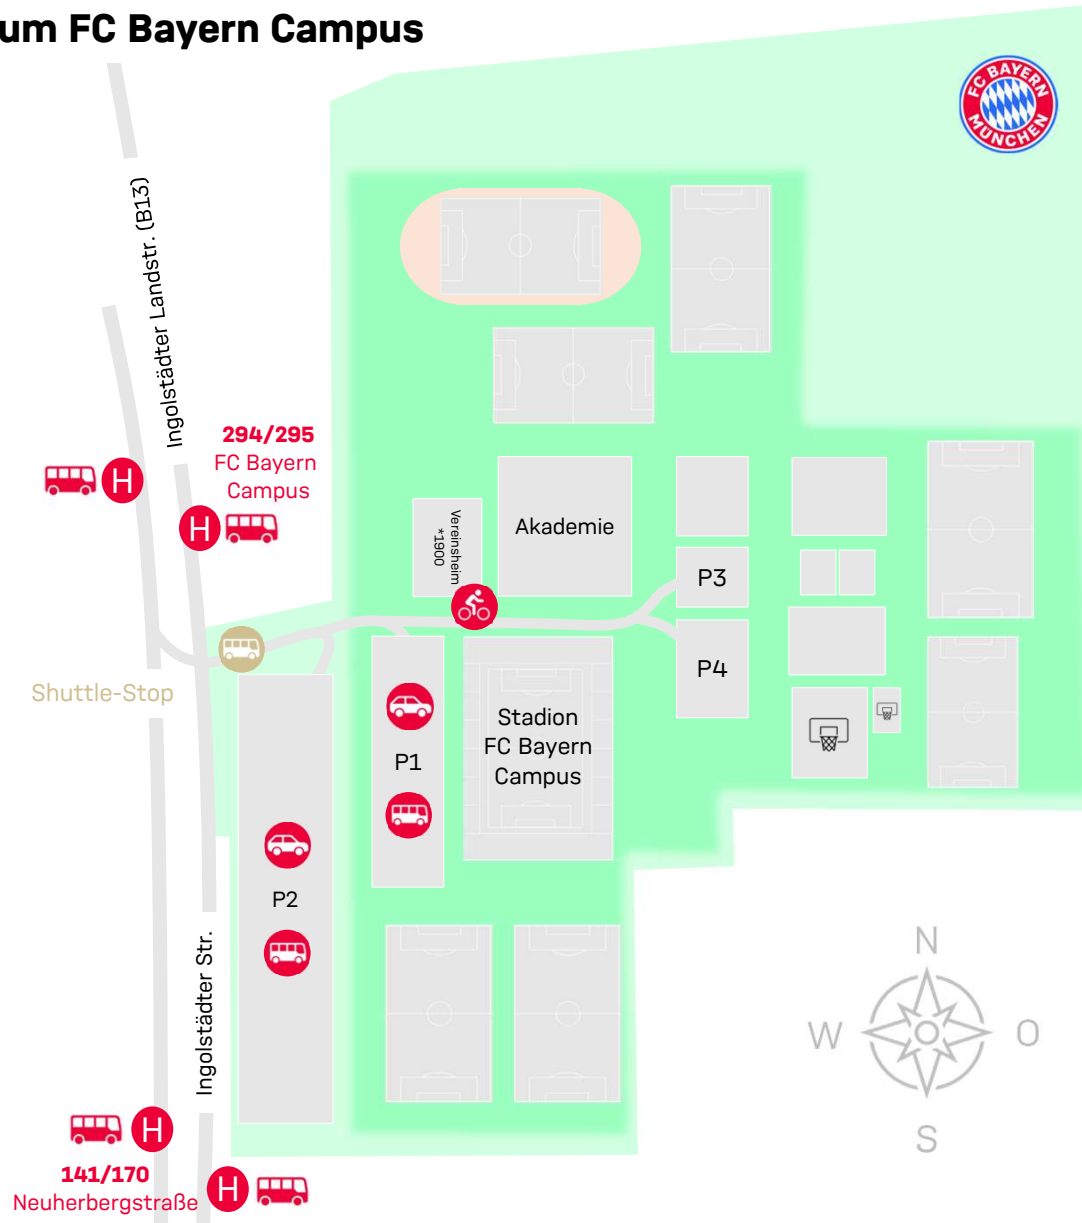 um FC Bayern Campus
FC BAYERN
MÜNCHEN
Ingolstädter Landstr. (B13)
294/295
FC Bayern
Campus
H
H
Vereinsheim
*1900
Akademie
P3
P4
Shuttle-Stop
Stadion
FC Bayern
Campus
P1
P2
Ingolstädter Str.
N
W
O
S
H
141/170
Neuherbergstraße
H